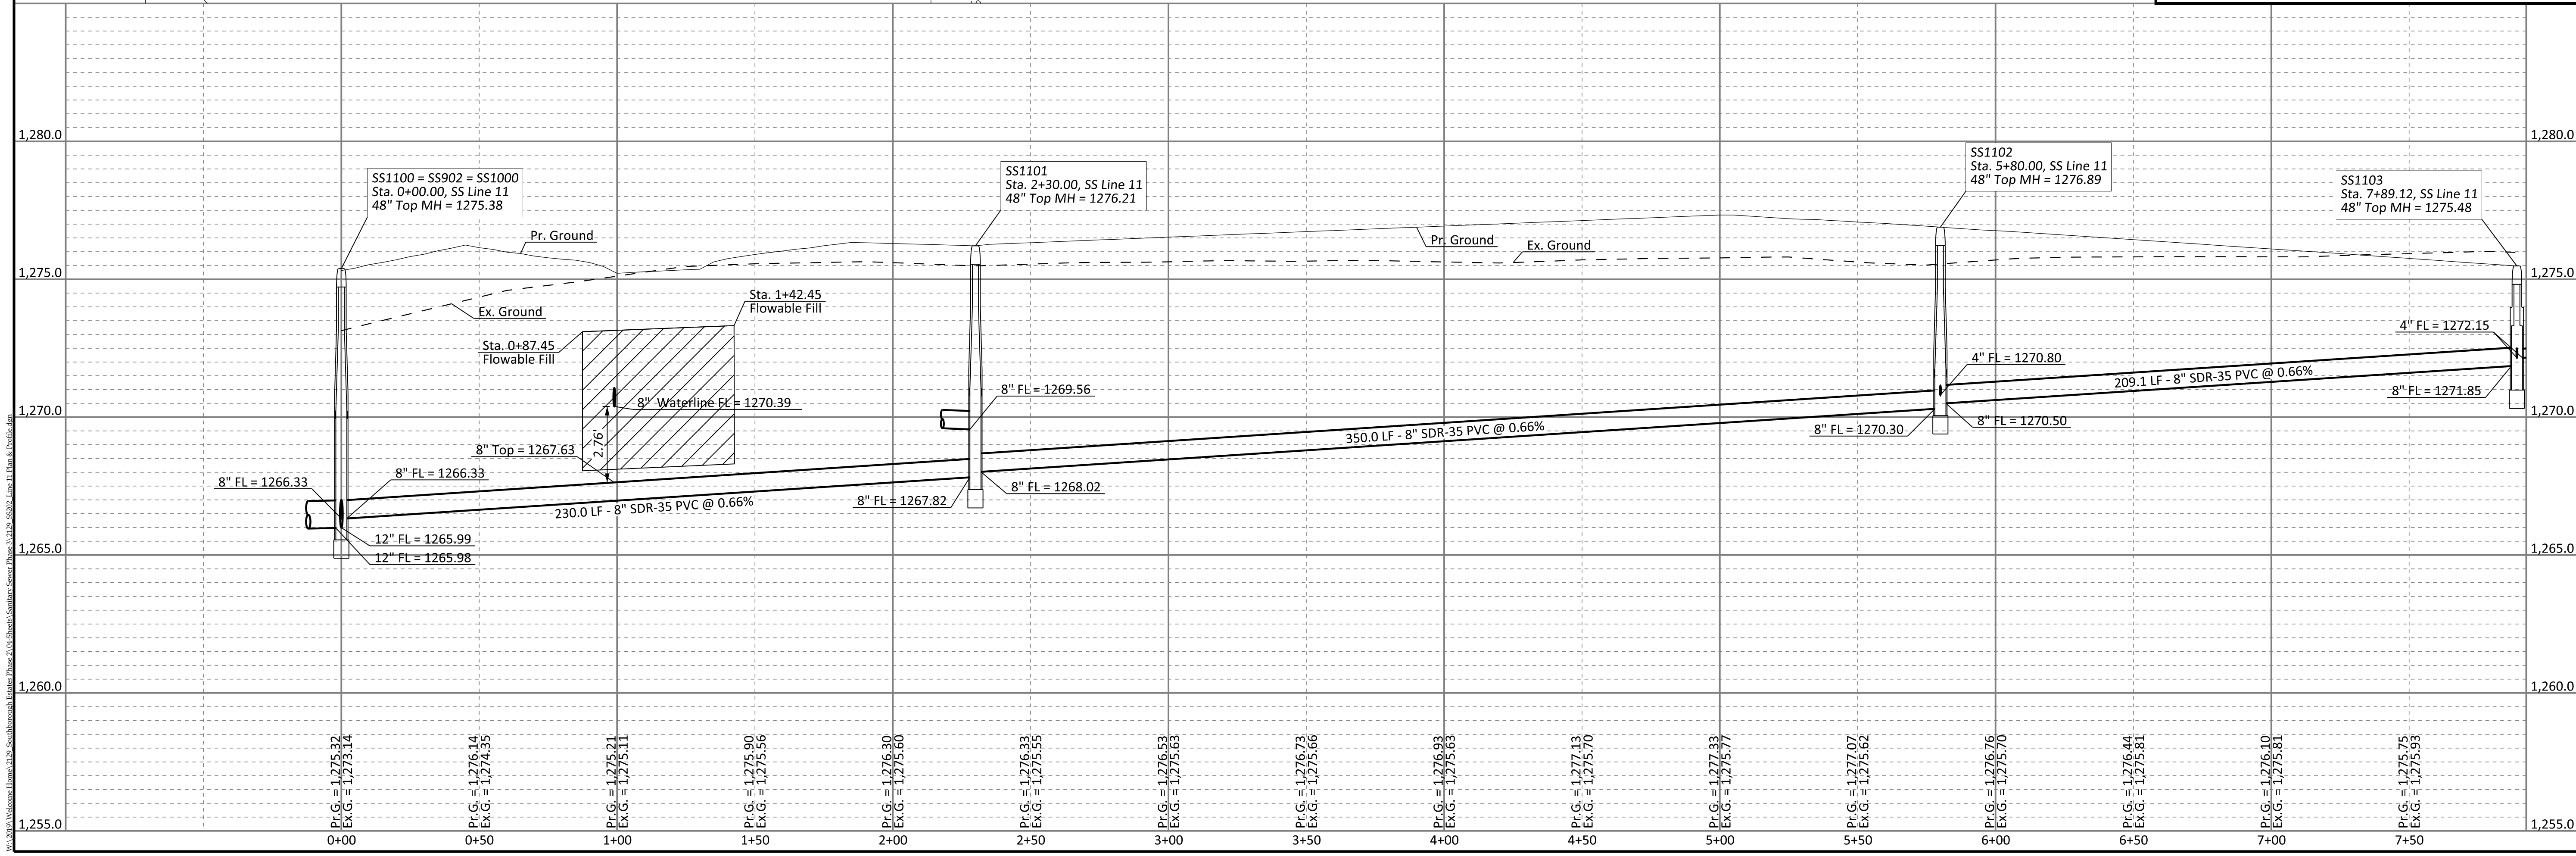 1,280.0
1,280.0
SS1100 = SS902 = SS1000
Sta. 0+00.00, SS Line 11
48" Top MH = 1275.38
SS1101
Sta. 2+30.00, SS Line 11
48" Top MH = 1276.21
SS1102
Sta. 5+80.00, SS Line 11
48" Top MH = 1276.89
SS1103
Sta. 7+89.12, SS Line 11
48" Top MH = 1275.48
Pr. Ground
Pr. Ground
Ex. Ground
1,275.0
1,275.0
Ex. Ground
Sta. 1+42.45
Flowable Fill
Sta. 0+87.45
Flowable Fill
4" FL = 1272.15
4" FL = 1270.80
209.1 LF - 8" SDR-35 PVC @ 0.66%
8" FL = 1271.85
8" FL = 1269.56
8" Waterline FL = 1270.39
1,270.0
1,270.0
8" FL = 1270.50
8" FL = 1270.30
350.0 LF - 8" SDR-35 PVC @ 0.66%
2.76'
8" Top = 1267.63
8" FL = 1266.33
8" FL = 1266.33
8" FL = 1268.02
8" FL = 1267.82
230.0 LF - 8" SDR-35 PVC @ 0.66%
12" FL = 1265.99
12" FL = 1265.98
1,265.0
1,265.0
1,260.0
1,260.0
Pr.G. = 1,275.32
Ex.G. = 1,273.14
Pr.G. = 1,276.14
Ex.G. = 1,274.35
Pr.G. = 1,275.21
Ex.G. = 1,275.11
Pr.G. = 1,275.90
Ex.G. = 1,275.56
Pr.G. = 1,276.30
Ex.G. = 1,275.60
Pr.G. = 1,276.33
Ex.G. = 1,275.55
Pr.G. = 1,276.53
Ex.G. = 1,275.63
Pr.G. = 1,276.73
Ex.G. = 1,275.66
Pr.G. = 1,276.93
Ex.G. = 1,275.63
Pr.G. = 1,277.13
Ex.G. = 1,275.70
Pr.G. = 1,277.33
Ex.G. = 1,275.77
Pr.G. = 1,277.07
Ex.G. = 1,275.62
Pr.G. = 1,276.76
Ex.G. = 1,275.70
Pr.G. = 1,276.44
Ex.G. = 1,275.81
Pr.G. = 1,276.10
Ex.G. = 1,275.81
Pr.G. = 1,275.75
Ex.G. = 1,275.93
1,255.0
1,255.0
0+00
0+50
1+00
1+50
2+00
2+50
3+00
3+50
4+00
4+50
5+00
5+50
6+00
6+50
7+00
7+50
W:\2019\Welcome Home\2129_Southborough Estates Phase 2\04-Sheets\Sanitary Sewer Phase 3\2129_SS202_Line 11 Plan & Profile.dgn